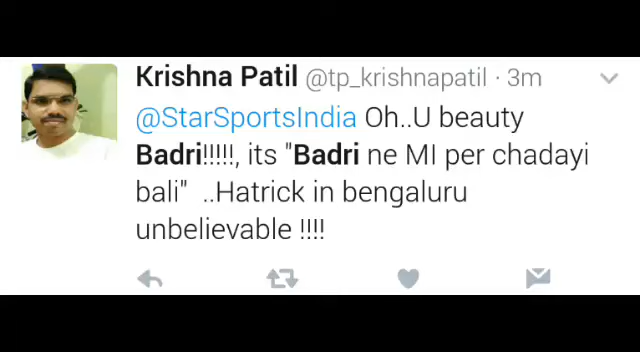 Krishna Patil @tp_krishnapatil · 3m
@StarSportsIndia Oh..U beauty
Badri!!!!!, its "Badri ne MI per chadayi
bali" ..Hatrick in bengaluru
unbelievable !!!!